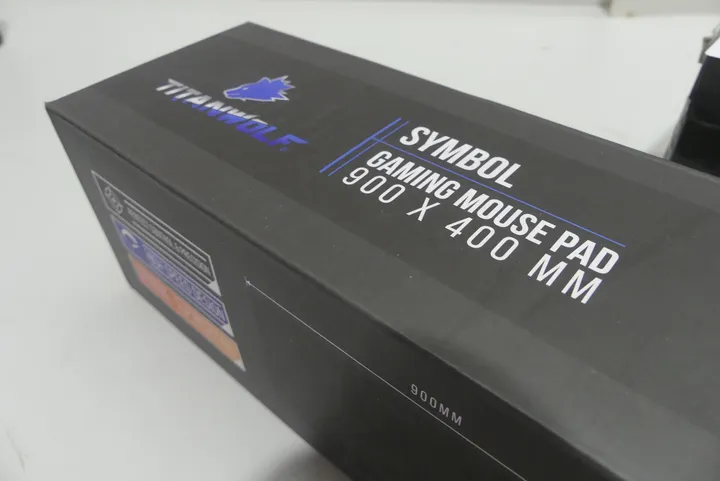 TITANWOLF
SYMBOL
GAMING MOUSE PAD
900 X 400 MM
900MM